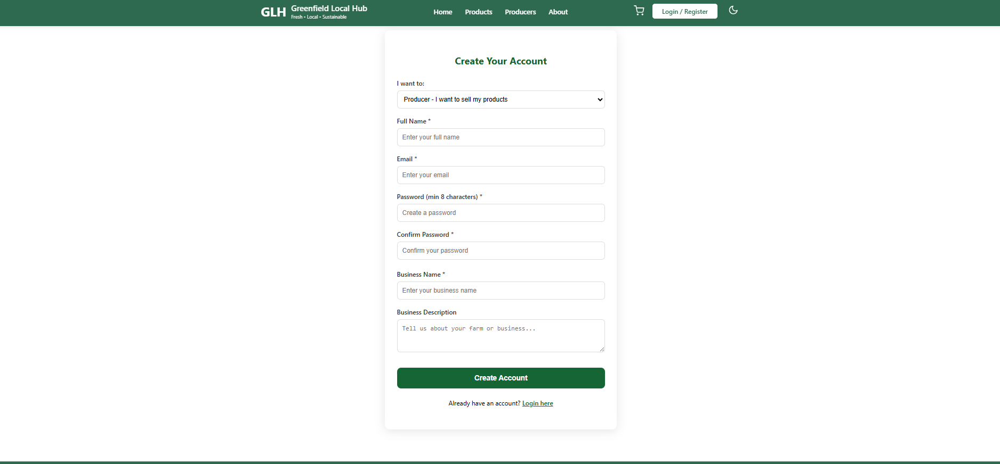 GLH
Greenfield Local Hub
Fresh • Local • Sustainable
Home
Products
Producers
About
Login / Register
Create Your Account
I want to:
Producer - I want to sell my products
Full Name *
Enter your full name
Email *
Enter your email
Password (min 8 characters) *
Create a password
Confirm Password *
Confirm your password
Business Name *
Enter your business name
Business Description
Tell us about your farm or business...
Create Account
Already have an account? Login here